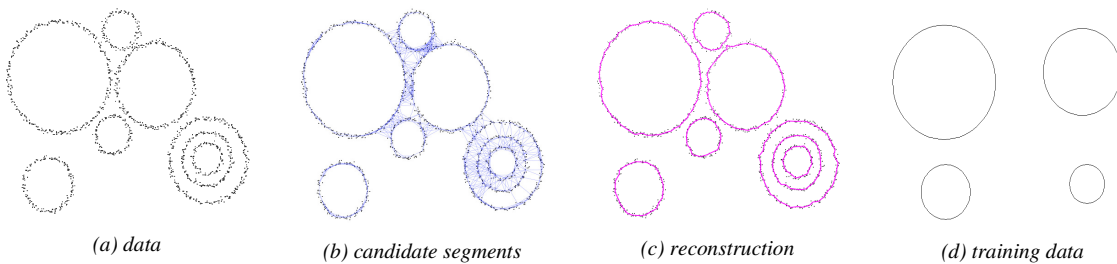 (a) data
(b) candidate segments
(c) reconstruction
(d) training data